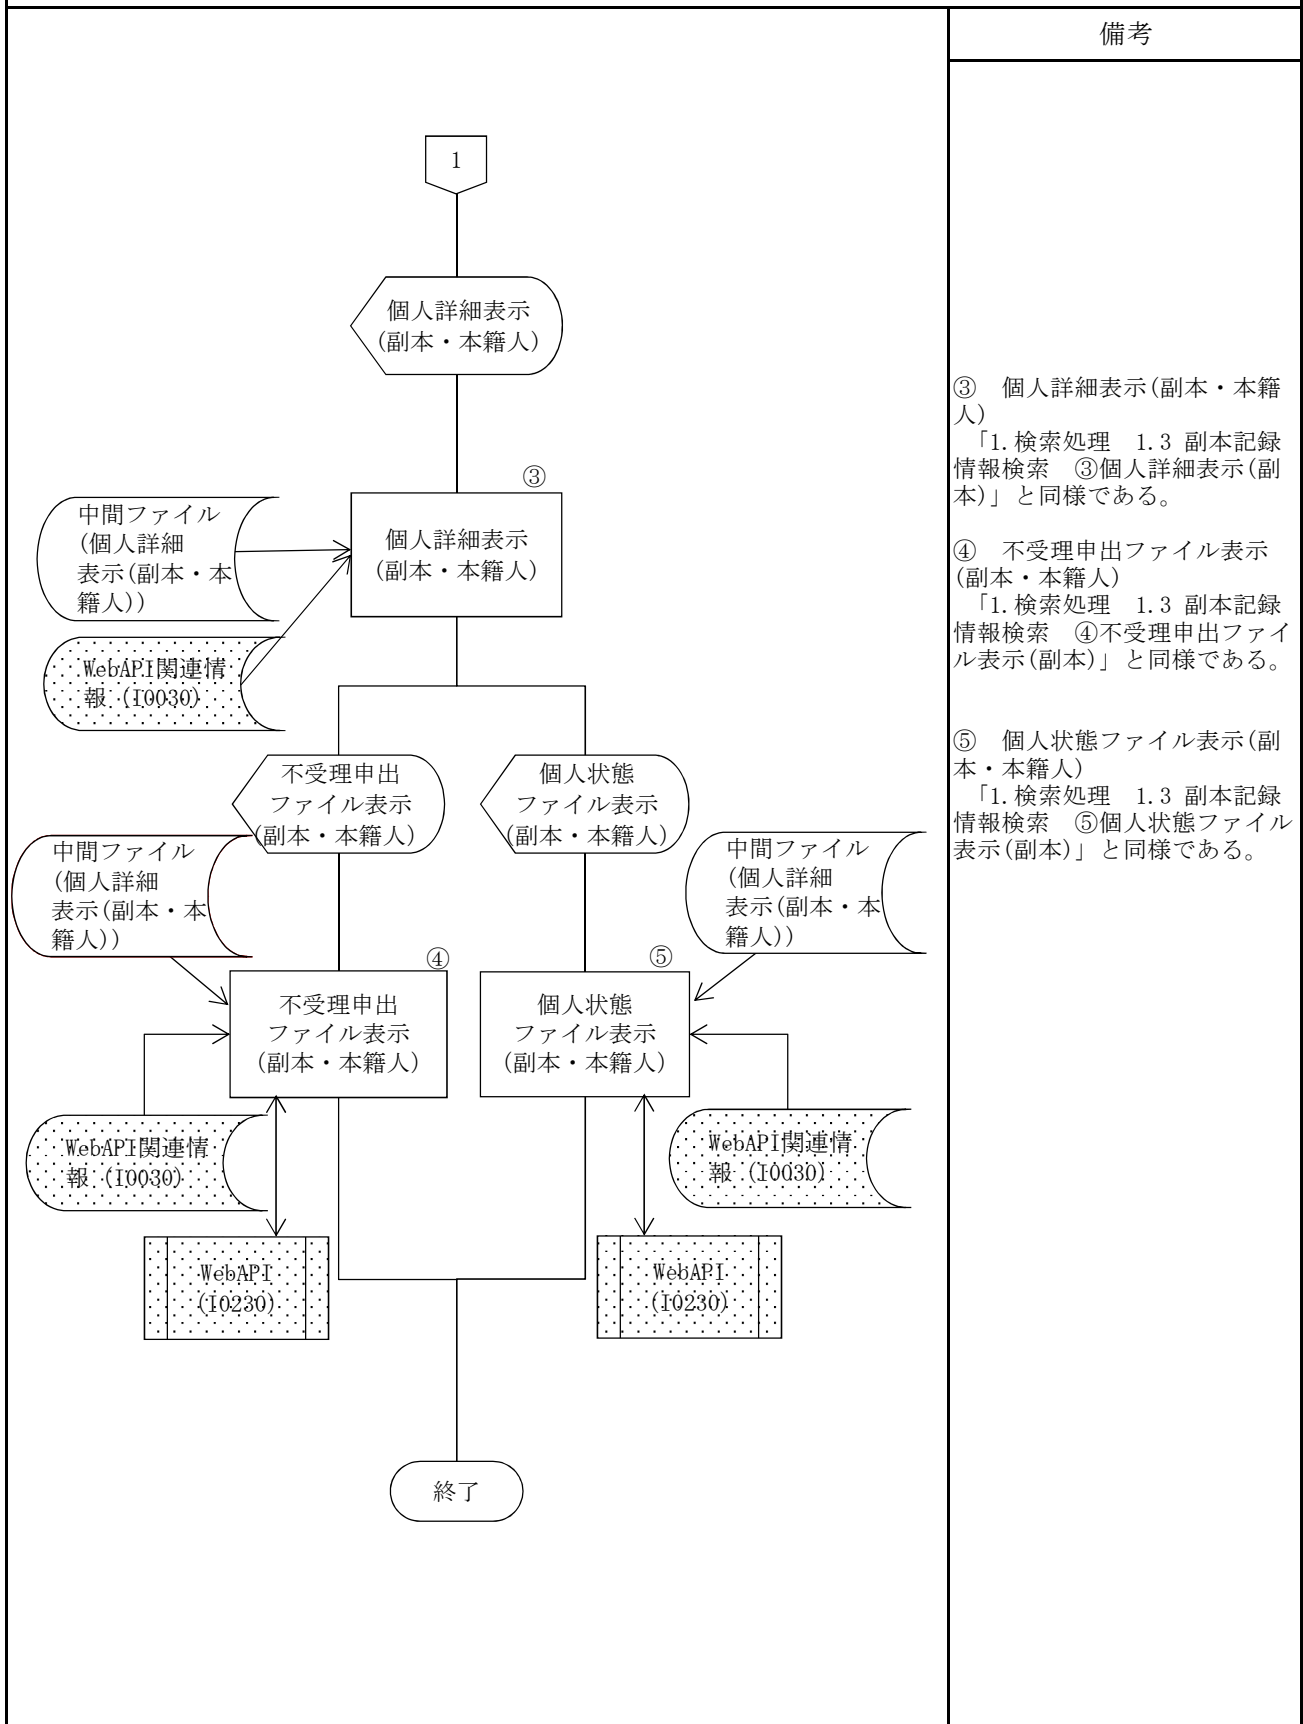 備考
1
個人詳細表示
(副本・本籍人)
③
中間ファイル
(個人詳細
表示(副本・本
籍人))
個人詳細表示
(副本・本籍人)
WebAPI関連情
報 (I0030)
不受理申出
ファイル表示
(副本・本籍人)
個人状態
ファイル表示
(副本・本籍人)
中間ファイル
(個人詳細
表示(副本・本
籍人))
中間ファイル
(個人詳細
表示(副本・本
籍人))
④
不受理申出
ファイル表示
(副本・本籍人)
⑤
個人状態
ファイル表示
(副本・本籍人)
WebAPI関連情
報 (I0030)
WebAPI関連情
報 (I0030)
WebAPI
(I0230)
WebAPI
(I0230)
終了
③ 個人詳細表示(副本・本籍
人)
「1.検索処理 1.3 副本記録
情報検索 ③個人詳細表示(副
本)」と同様である。
④ 不受理申出ファイル表示
(副本・本籍人)
「1.検索処理 1.3 副本記録
情報検索 ④不受理申出ファイ
ル表示(副本)」と同様である。
⑤ 個人状態ファイル表示(副
本・本籍人)
「1.検索処理 1.3 副本記録
情報検索 ⑤個人状態ファイル
表示(副本)」と同様である。